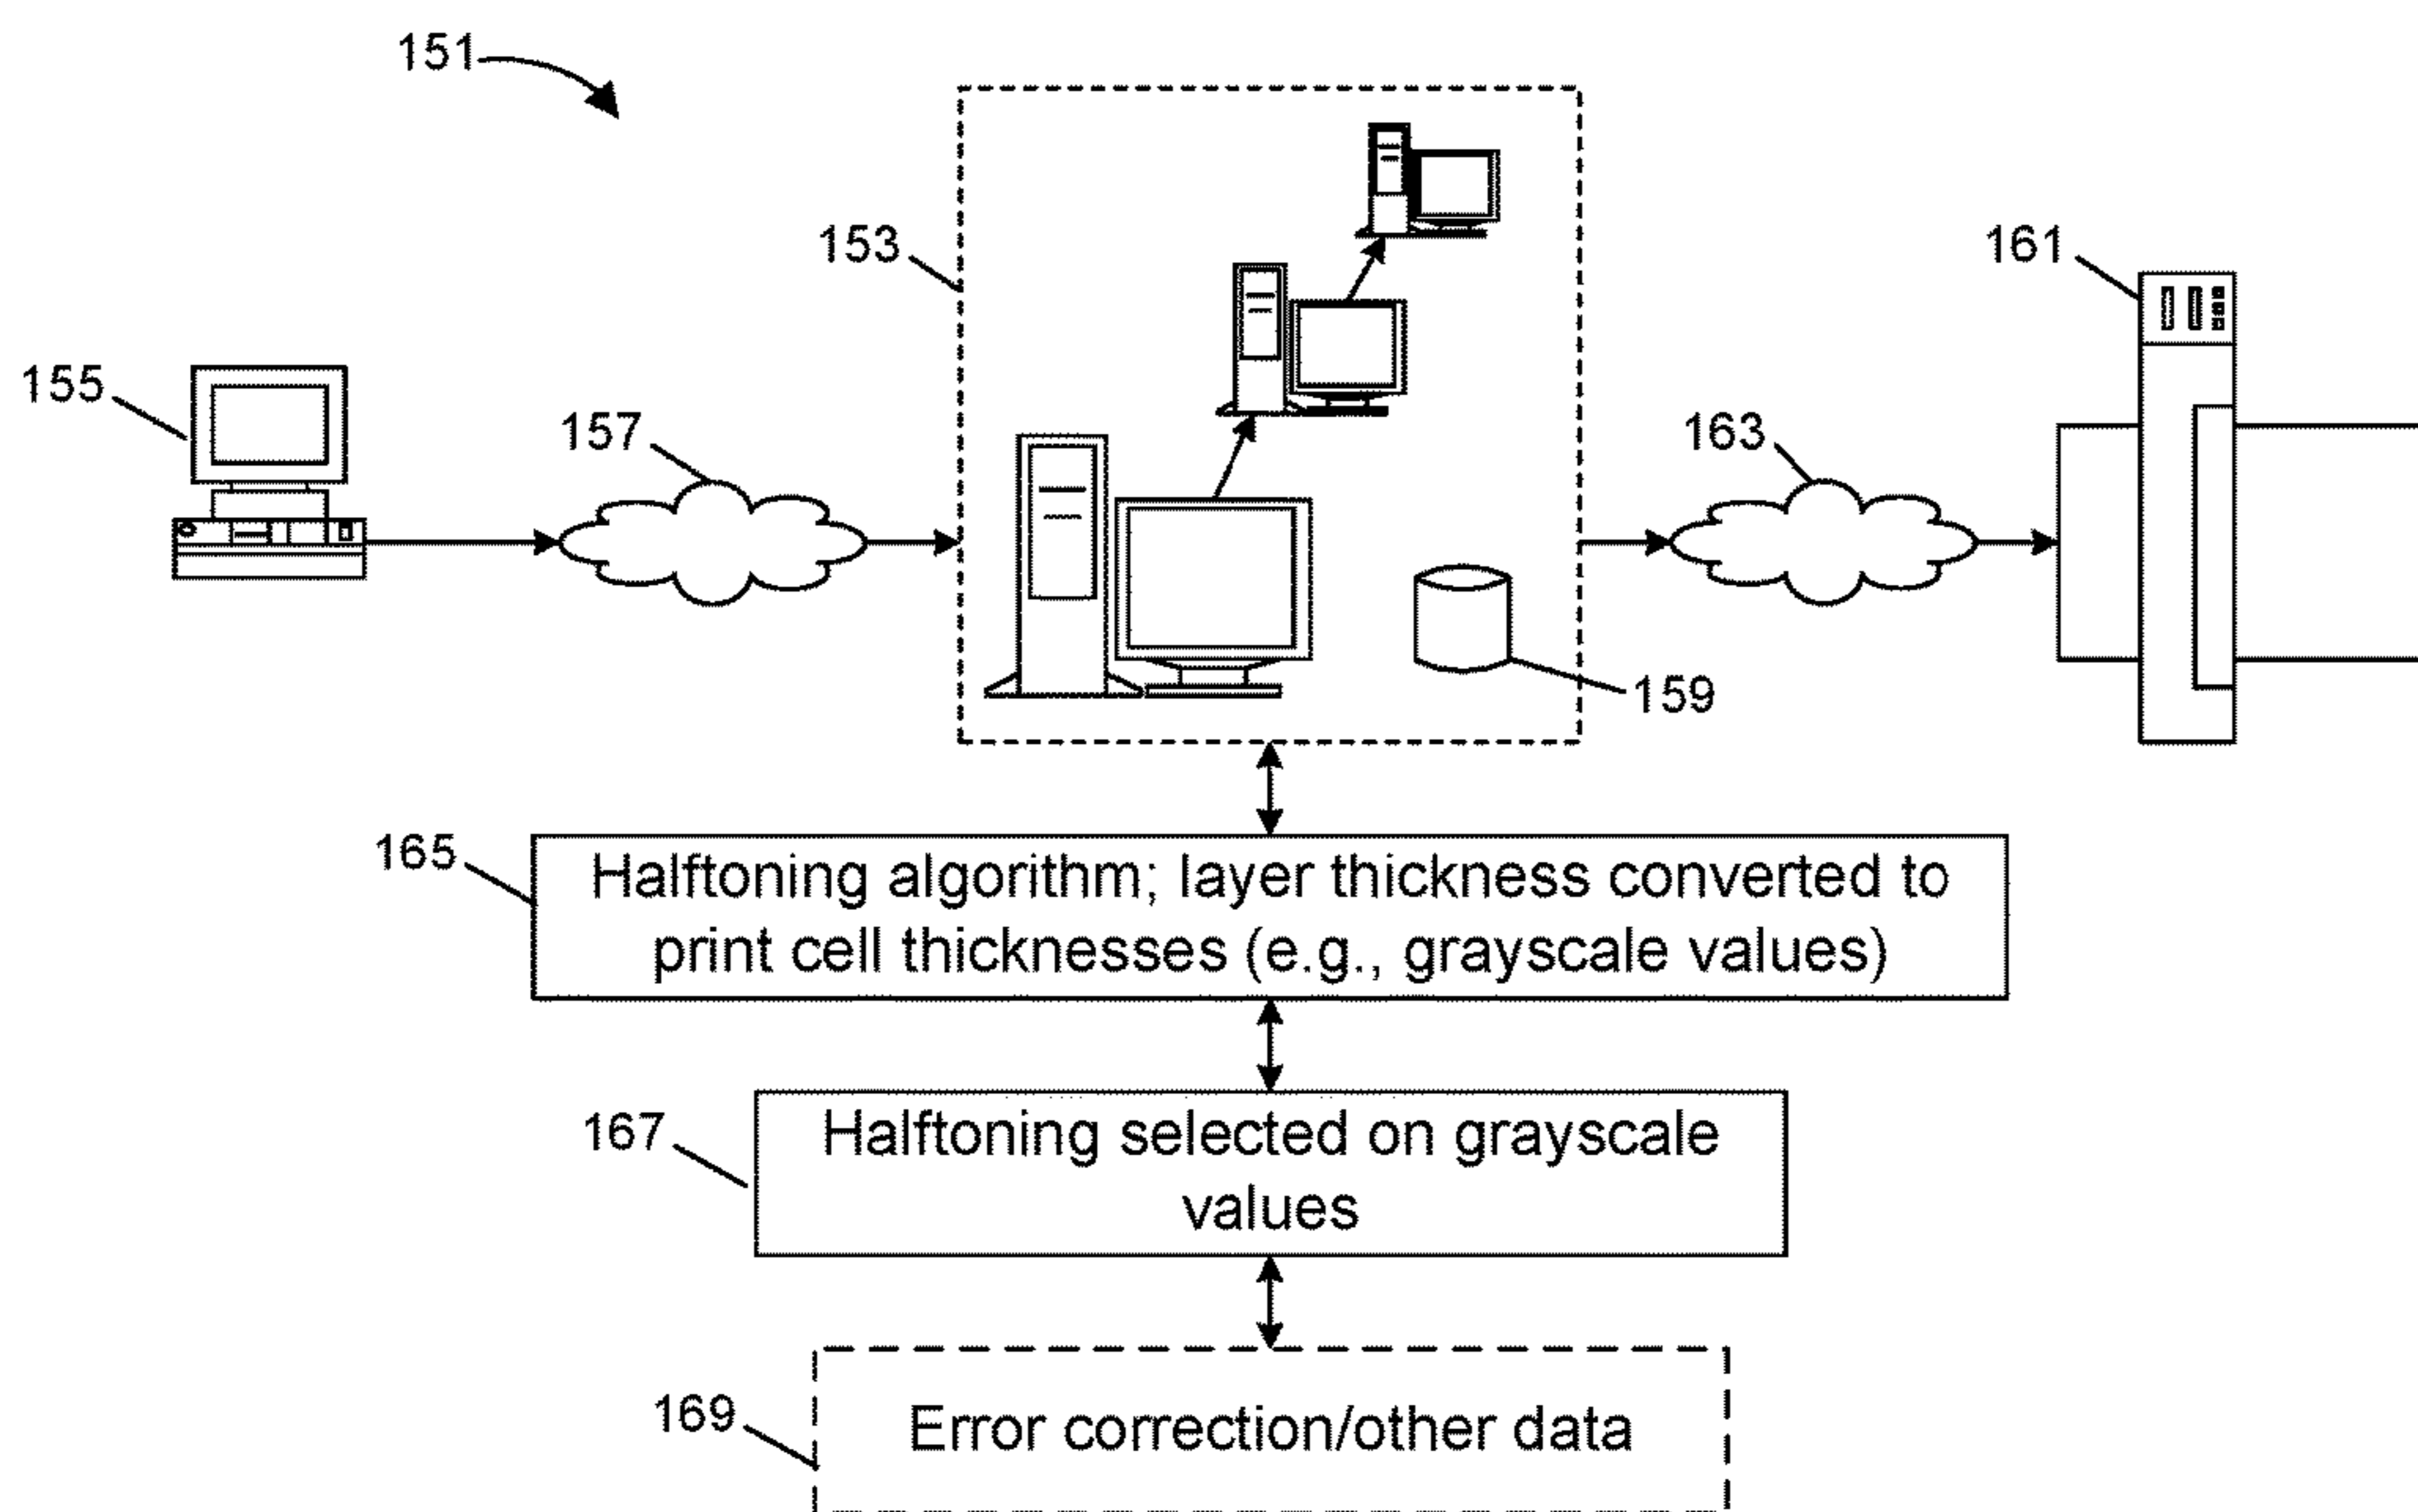 151
153
161
155
157
163
159
165
Halftoning algorithm; layer thickness converted to
print cell thicknesses (e.g., grayscale values)
167
Halftoning selected on grayscale
values
169
Error correction/other data